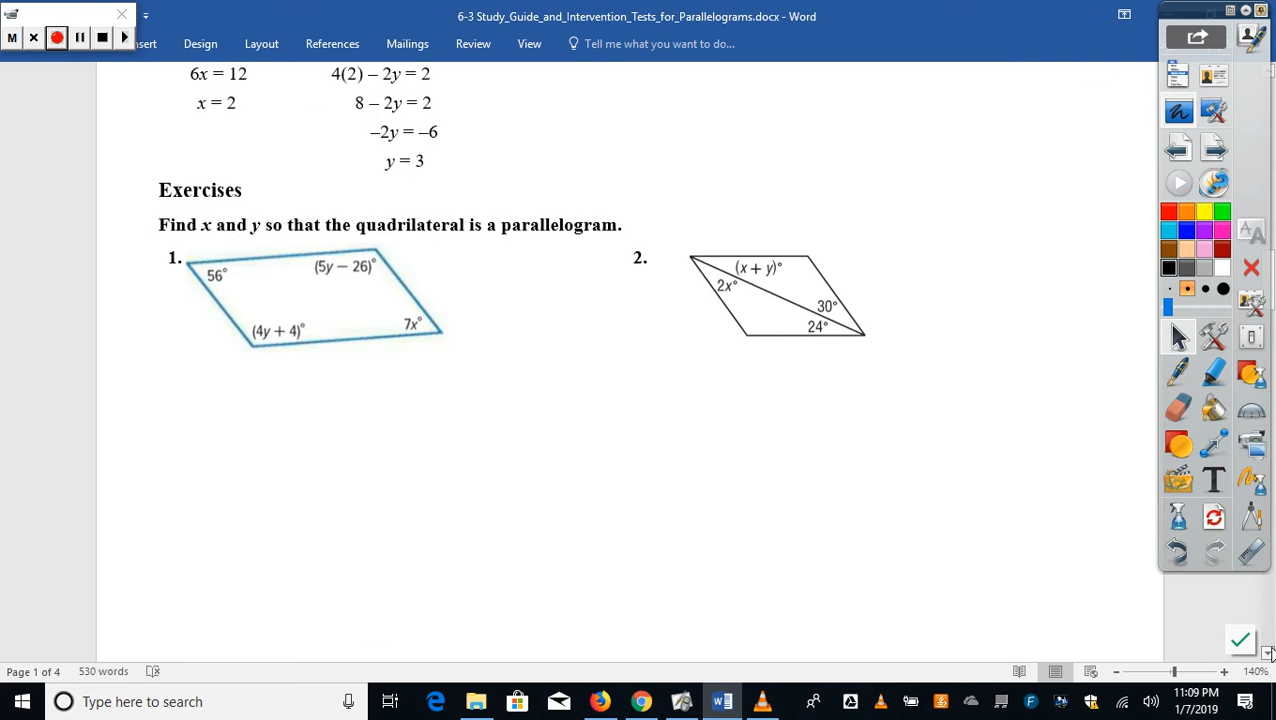 6-3 Study_Guide_and_Intervention_Tests_for_Parallelograms.docx - Word
M
nsert Design Layout References Mailings Review View Tell me what you want to do...
6x = 12 4(2) – 2y = 2
x = 2 8 – 2y = 2
–2y = –6
y = 3
Exercises
Find x and y so that the quadrilateral is a parallelogram.
1. 56° (5y − 26)°
(4y + 4)° 7x°
2. (x + y)°
2x°
30°
24°
Page 1 of 4 530 words 140%
Type here to search
11:09 PM
1/7/2019